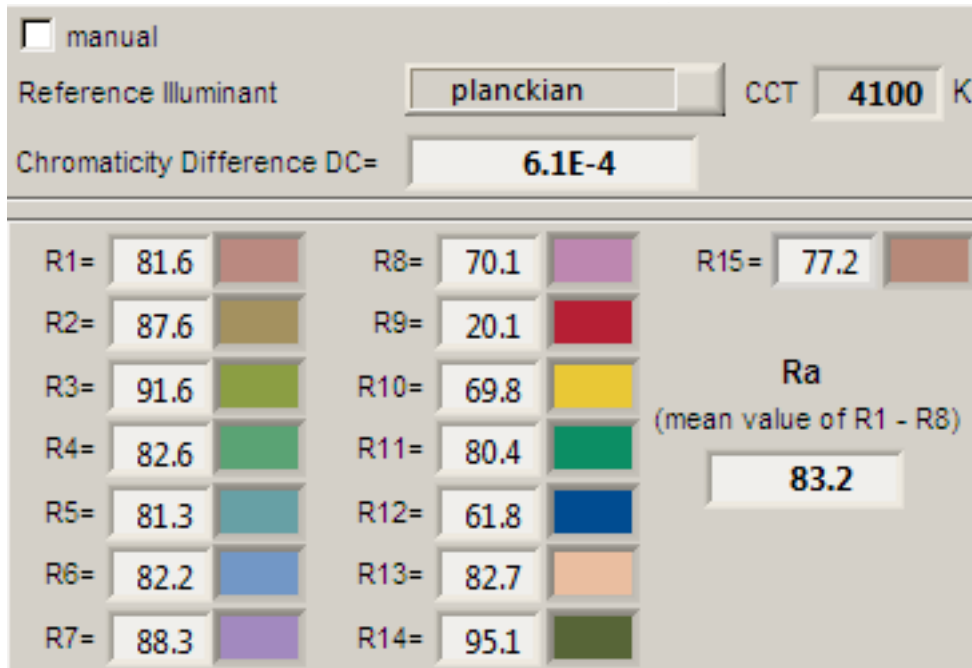 manual
Reference Illuminant planckian CCT 4100 K
Chromaticity Difference DC= 6.1E-4
R1= 81.6 R8= 70.1 R15= 77.2
R2= 87.6 R9= 20.1
R3= 91.6 R10= 69.8 Ra
(mean value of R1 - R8)
R4= 82.6 R11= 80.4
83.2
R5= 81.3 R12= 61.8
R6= 82.2 R13= 82.7
R7= 88.3 R14= 95.1